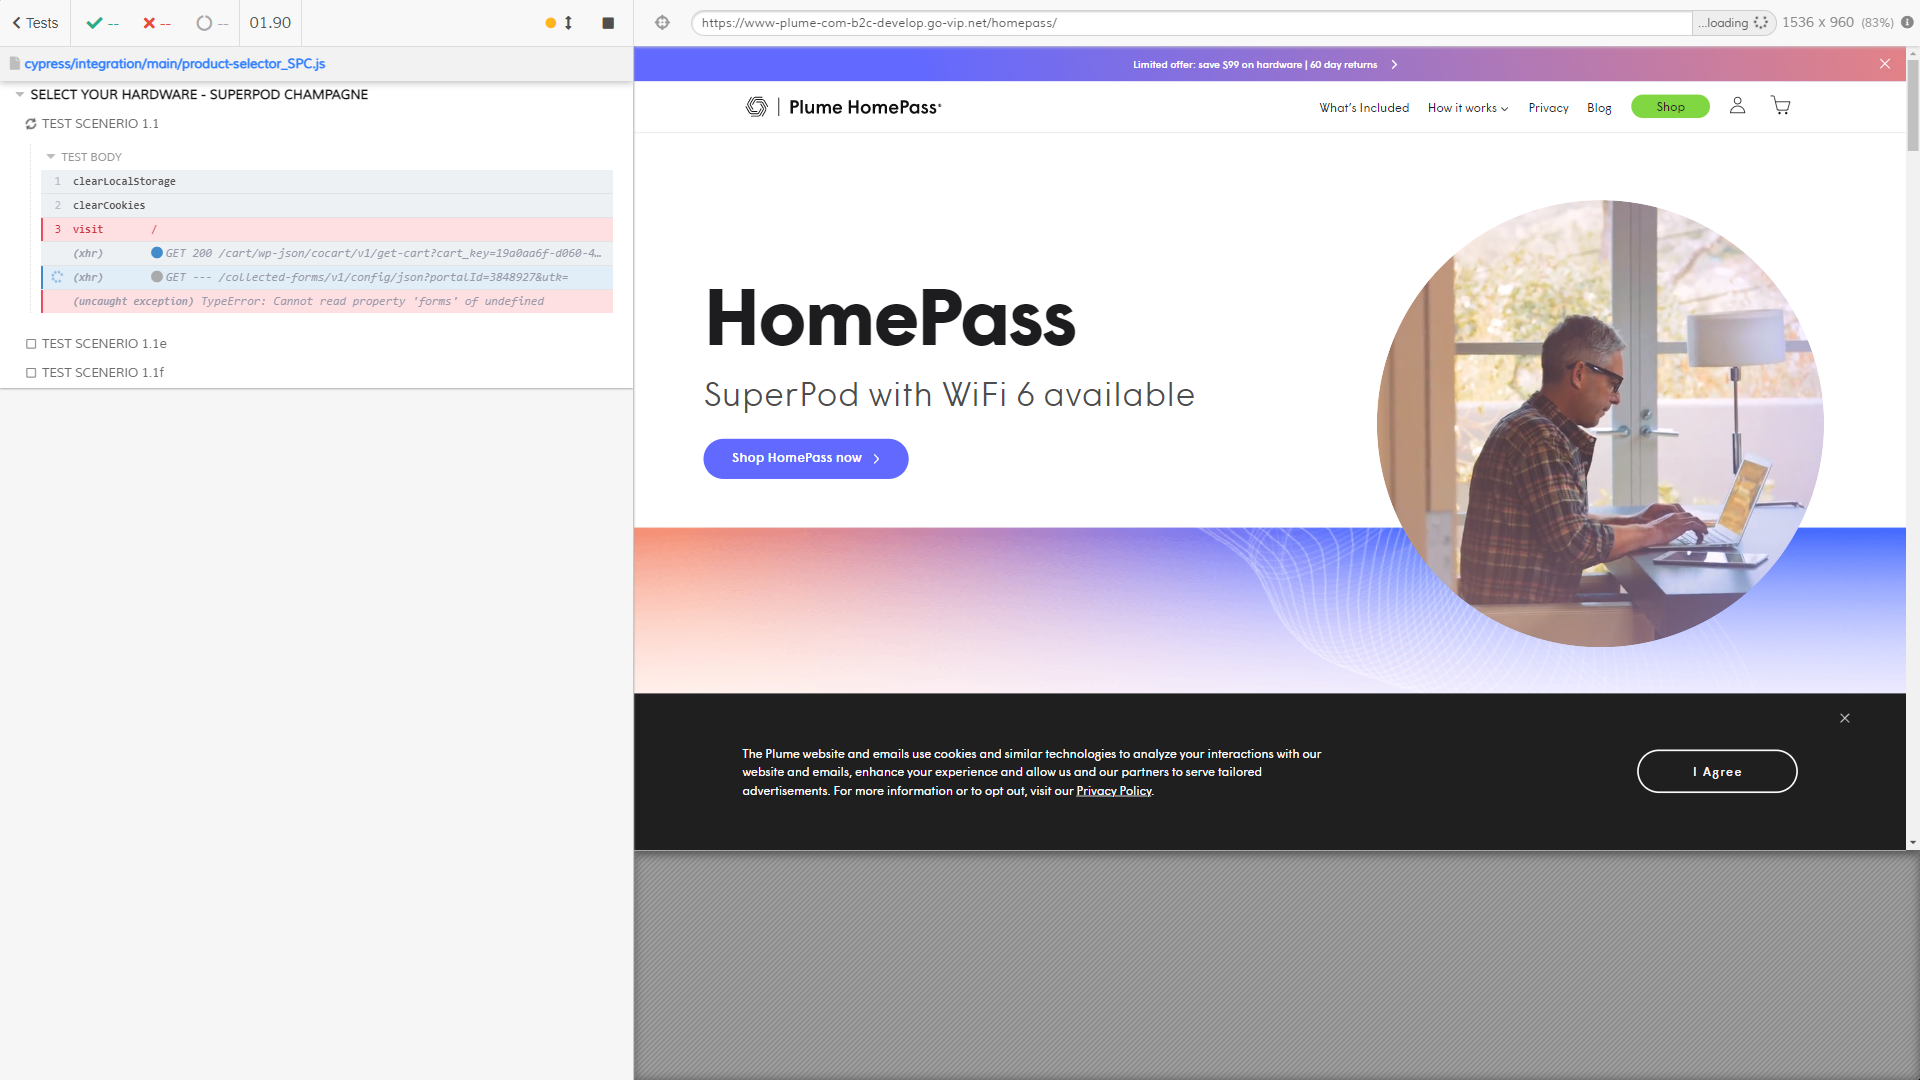 Tests
--
--
--
01.90
https://www-plume-com-b2c-develop.go-vip.net/homepass/
...loading
1536 x 960 (83%)
cypress/integration/main/product-selector_SPC.js
SELECT YOUR HARDWARE - SUPERPOD CHAMPAGNE
TEST SCENERIO 1.1
TEST BODY
1 clearLocalStorage
2 clearCookies
3 visit /
(xhr) GET 200 /cart/wp-json/cocart/v1/get-cart?cart_key=19a0aa6f-d060-4...
(xhr) GET --- /collected-forms/v1/config/json?portalId=3848927&utk=
(uncaught exception) TypeError: Cannot read property 'forms' of undefined
TEST SCENERIO 1.1e
TEST SCENERIO 1.1f
Limited offer: save $99 on hardware | 60 day returns
Plume HomePass
What's Included
How it works
Privacy
Blog
Shop
HomePass
SuperPod with WiFi 6 available
Shop HomePass now
The Plume website and emails use cookies and similar technologies to analyze your interactions with our
website and emails, enhance your experience and allow us and our partners to serve tailored
advertisements. For more information or to opt out, visit our Privacy Policy.
I Agree